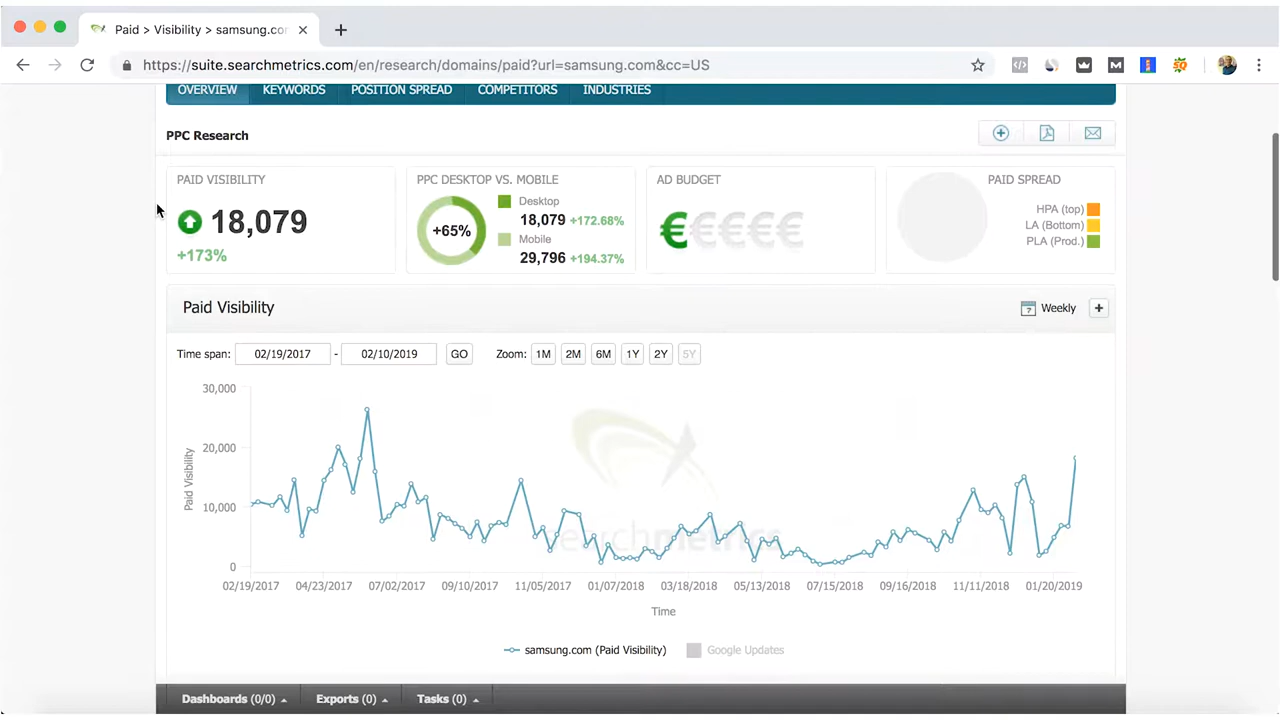 Paid > Visibility > samsung.co
https://suite.searchmetrics.com/en/research/domains/paid?url=samsung.com&cc=US
OVERVIEW KEYWORDS POSITION SPREAD COMPETITORS INDUSTRIES
PPC Research
PAID VISIBILITY
18,079
+173%
PPC DESKTOP VS. MOBILE
+65%
Desktop
18,079 +172.68%
Mobile
29,796 +194.37%
AD BUDGET
€€€€€
PAID SPREAD
HPA (top)
LA (Bottom)
PLA (Prod.)
Paid Visibility
Weekly
Time span: 02/19/2017 - 02/10/2019 GO Zoom: 1M 2M 6M 1Y 2Y 5Y
30,000
20,000
10,000
0
Paid Visibility
searchmetrics
02/19/2017 04/23/2017 07/02/2017 09/10/2017 11/05/2017 01/07/2018 03/18/2018 05/13/2018 07/15/2018 09/16/2018 11/11/2018 01/20/2019
Time
samsung.com (Paid Visibility) Google Updates
Dashboards (0/0) Exports (0) Tasks (0)